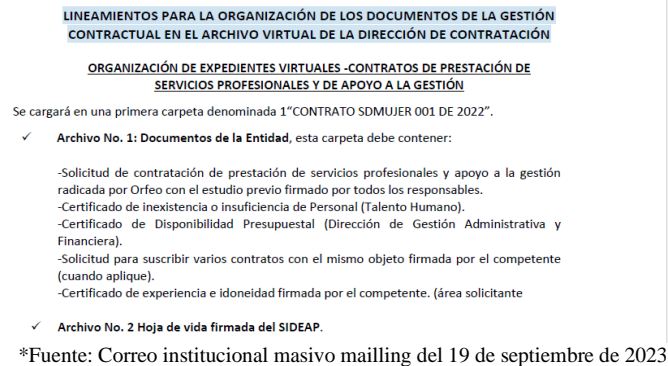 LINEAMIENTOS PARA LA ORGANIZACIÓN DE LOS DOCUMENTOS DE LA GESTIÓN
CONTRACTUAL EN EL ARCHIVO VIRTUAL DE LA DIRECCIÓN DE CONTRATACIÓN
ORGANIZACIÓN DE EXPEDIENTES VIRTUALES -CONTRATOS DE PRESTACIÓN DE
SERVICIOS PROFESIONALES Y DE APOYO A LA GESTIÓN
Se cargará en una primera carpeta denominada 1"CONTRATO SDMUJER 001 DE 2022".
✓ Archivo No. 1: Documentos de la Entidad, esta carpeta debe contener:
-Solicitud de contratación de prestación de servicios profesionales y apoyo a la gestión
radicada por Orfeo con el estudio previo firmado por todos los responsables.
-Certificado de inexistencia o insuficiencia de Personal (Talento Humano).
-Certificado de Disponibilidad Presupuestal (Dirección de Gestión Administrativa y
Financiera).
-Solicitud para suscribir varios contratos con el mismo objeto firmada por el competente
(cuando aplique).
-Certificado de experiencia e idoneidad firmada por el competente. (área solicitante
✓ Archivo No. 2 Hoja de vida firmada del SIDEAP.
*Fuente: Correo institucional masivo mailling del 19 de septiembre de 2023